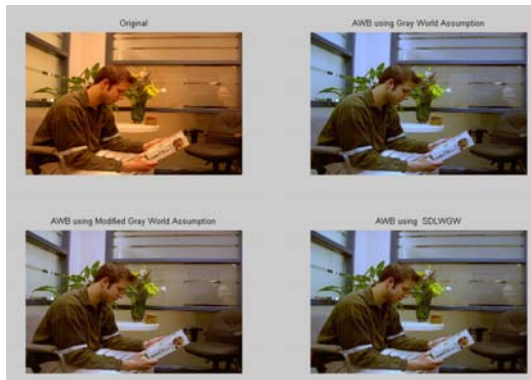 Original
AWB using Gray World Assumption
AWB using Modified Gray World Assumption
AWB using SDLWGW